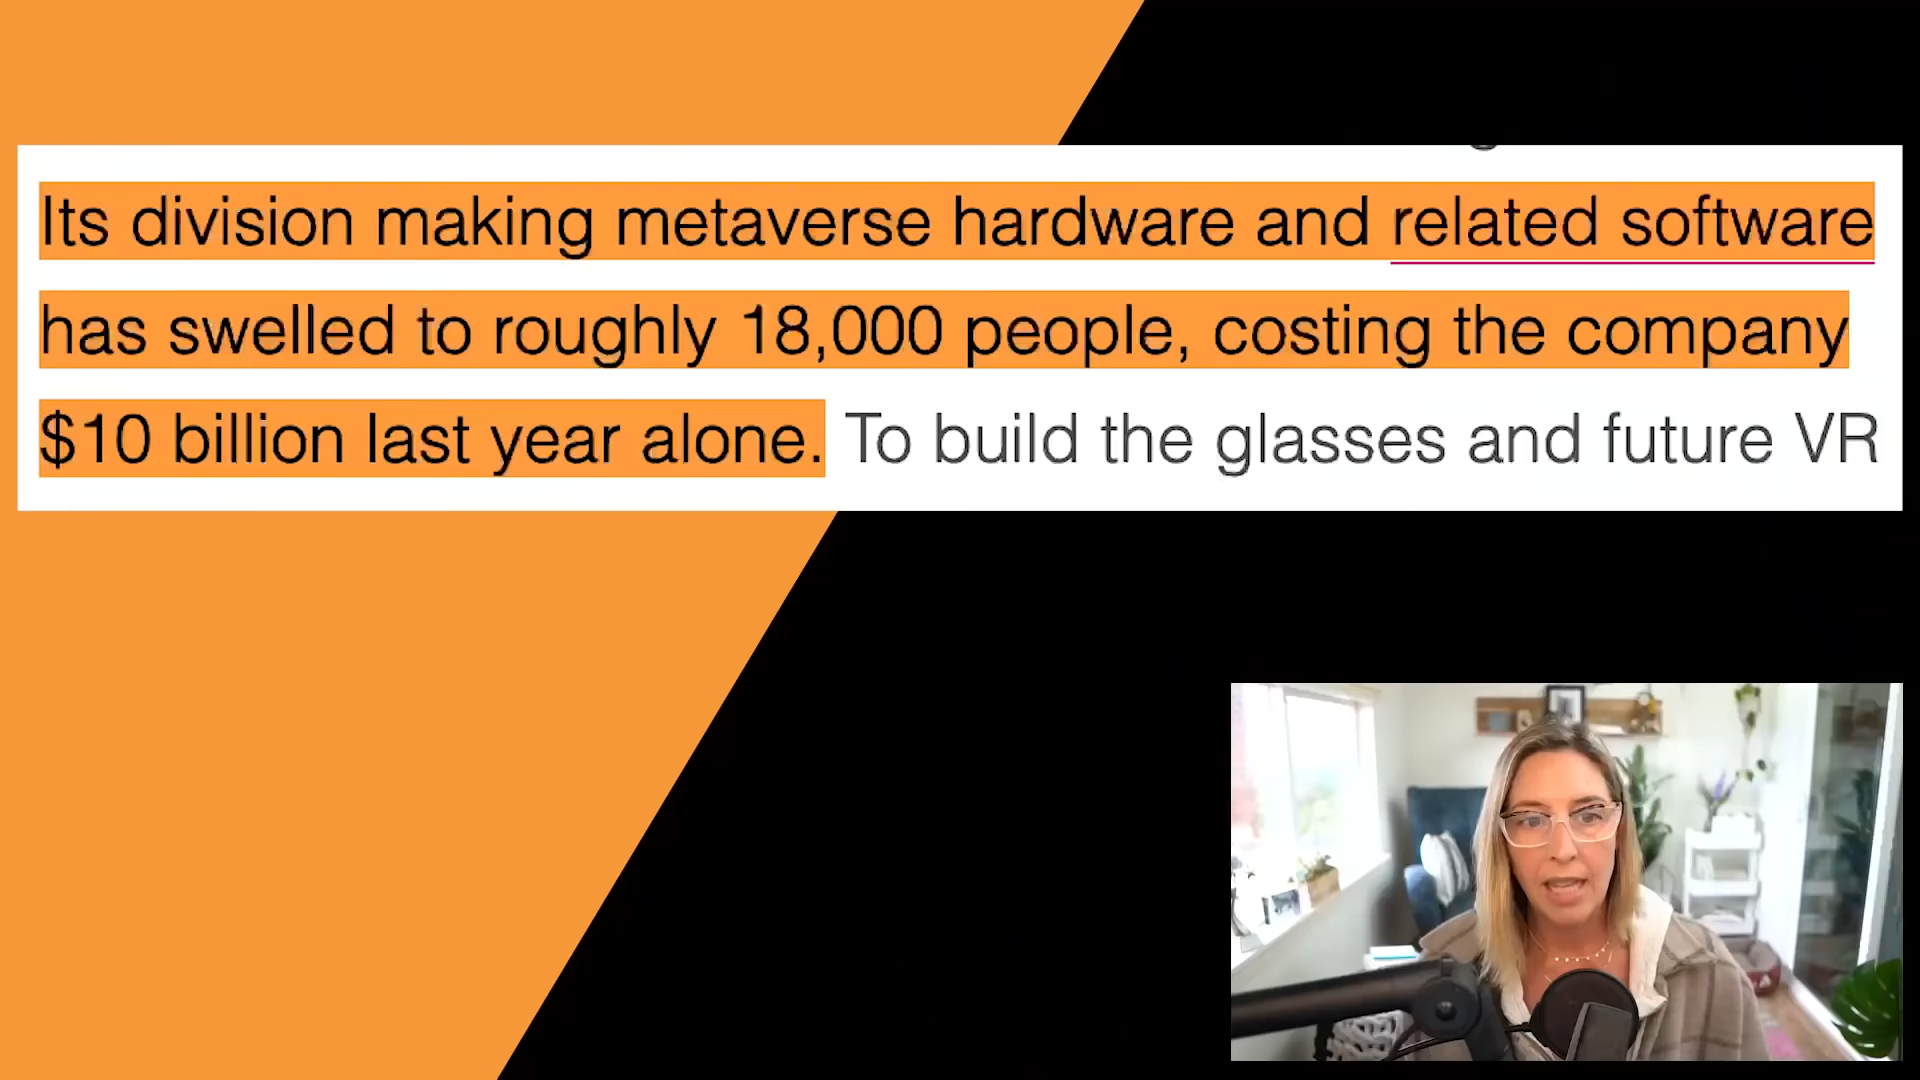 Its division making metaverse hardware and related software
has swelled to roughly 18,000 people, costing the company
$10 billion last year alone. To build the glasses and future VR